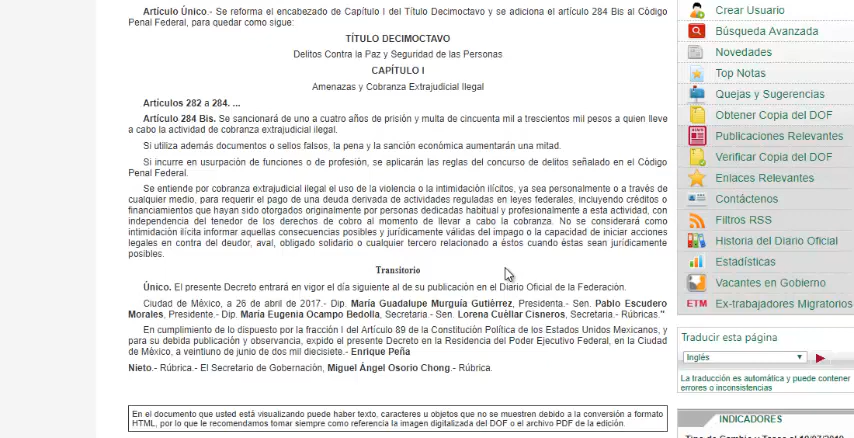 Artículo Único.- Se reforma el encabezado de Capítulo I del Título Decimoctavo y se adiciona el artículo 284 Bis al Código
Penal Federal, para quedar como sigue:
TÍTULO DECIMOCTAVO
Delitos Contra la Paz y Seguridad de las Personas
CAPÍTULO I
Amenazas y Cobranza Extrajudicial Ilegal
Artículos 282 a 284. ...
Artículo 284 Bis. Se sancionará de uno a cuatro años de prisión y multa de cincuenta mil a trescientos mil pesos a quien lleve
a cabo la actividad de cobranza extrajudicial ilegal.
Si utiliza además documentos o sellos falsos, la pena y la sanción económica aumentarán una mitad.
Si incurre en usurpación de funciones o de profesión, se aplicarán las reglas del concurso de delitos señalado en el Código
Penal Federal.
Se entiende por cobranza extrajudicial ilegal el uso de la violencia o la intimidación ilícitos, ya sea personalmente o a través de
cualquier medio, para requerir el pago de una deuda derivada de actividades reguladas en leyes federales, incluyendo créditos o
financiamientos que hayan sido otorgados originalmente por personas dedicadas habitual y profesionalmente a esta actividad, con
independencia del tenedor de los derechos de cobro al momento de llevar a cabo la cobranza. No se considerará como
intimidación ilícita informar aquellas consecuencias posibles y jurídicamente válidas del impago o la capacidad de iniciar acciones
legales en contra del deudor, aval, obligado solidario o cualquier tercero relacionado a éstos cuando éstas sean jurídicamente
posibles.
Transitorio
Único. El presente Decreto entrará en vigor el día siguiente al de su publicación en el Diario Oficial de la Federación.
Ciudad de México, a 26 de abril de 2017.- Dip. María Guadalupe Murguía Gutiérrez, Presidenta.- Sen. Pablo Escudero
Morales, Presidente.- Dip. María Eugenia Ocampo Bedolla, Secretaria.- Sen. Lorena Cuéllar Cisneros, Secretaria.- Rúbricas."
En cumplimiento de lo dispuesto por la fracción I del Artículo 89 de la Constitución Política de los Estados Unidos Mexicanos, y
para su debida publicación y observancia, expido el presente Decreto en la Residencia del Poder Ejecutivo Federal, en la Ciudad
de México, a veintiuno de junio de dos mil diecisiete.- Enrique Peña
Nieto.- Rúbrica.- El Secretario de Gobernación, Miguel Ángel Osorio Chong.- Rúbrica.
En el documento que usted está visualizando puede haber texto, caracteres u objetos que no se muestren debido a la conversión a formato
HTML, por lo que le recomendamos tomar siempre como referencia la imagen digitalizada del DOF o el archivo PDF de la edición.
Crear Usuario
Búsqueda Avanzada
Novedades
Top Notas
Quejas y Sugerencias
Obtener Copia del DOF
Publicaciones Relevantes
Verificar Copia del DOF
Enlaces Relevantes
Contáctenos
Filtros RSS
Historia del Diario Oficial
Estadísticas
Vacantes en Gobierno
ETM Ex-trabajadores Migratorios
Traducir esta página
Inglés
La traducción es automática y puede contener
errores o inconsistencias
INDICADORES